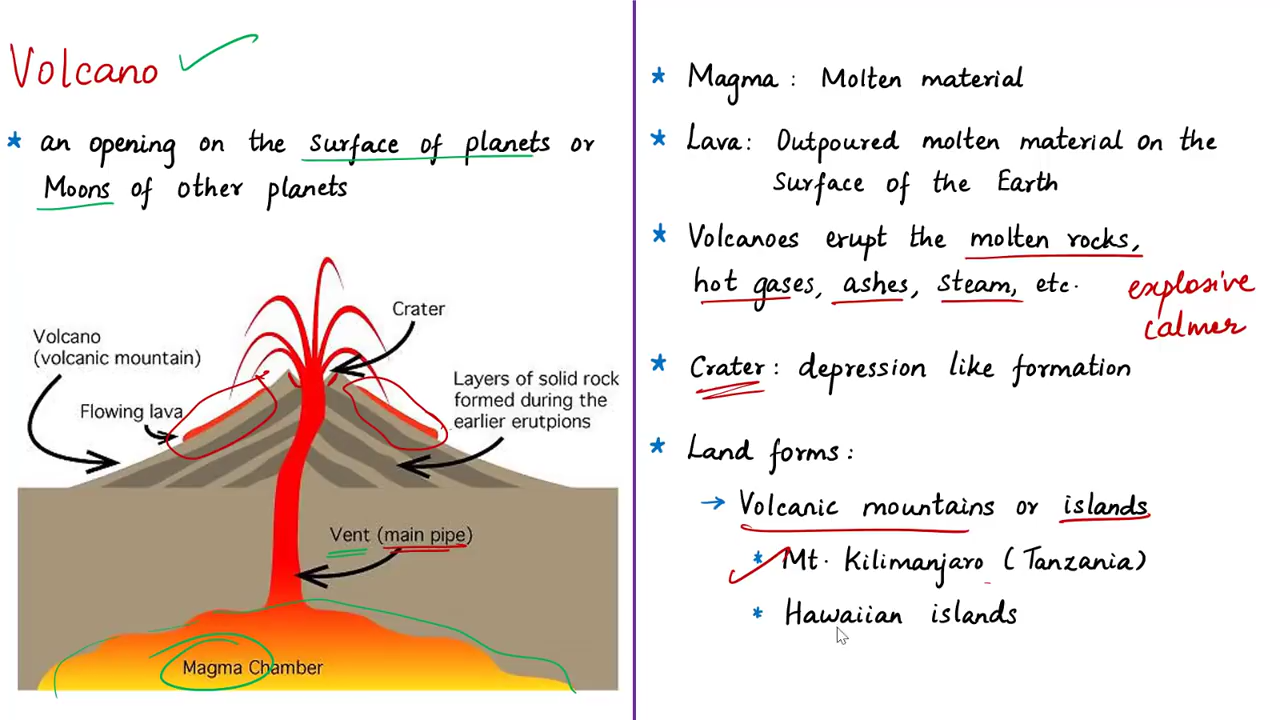 Volcano
* an opening on the surface of planets or
Moons of other planets
Crater
Volcano
(volcanic mountain)
Layers of solid rock
formed during the
earlier erutpions
Flowing lava
Vent (main pipe)
Magma Chamber
* Magma : Molten material
* Lava : Outpoured molten material on the
Surface of the Earth
* Volcanoes erupt the molten rocks,
hot gases, ashes, steam, etc.
explosive
calmer
* Crater : depression like formation
* Land forms :
→ Volcanic mountains or islands
* Mt. Kilimanjaro (Tanzania)
* Hawaiian islands